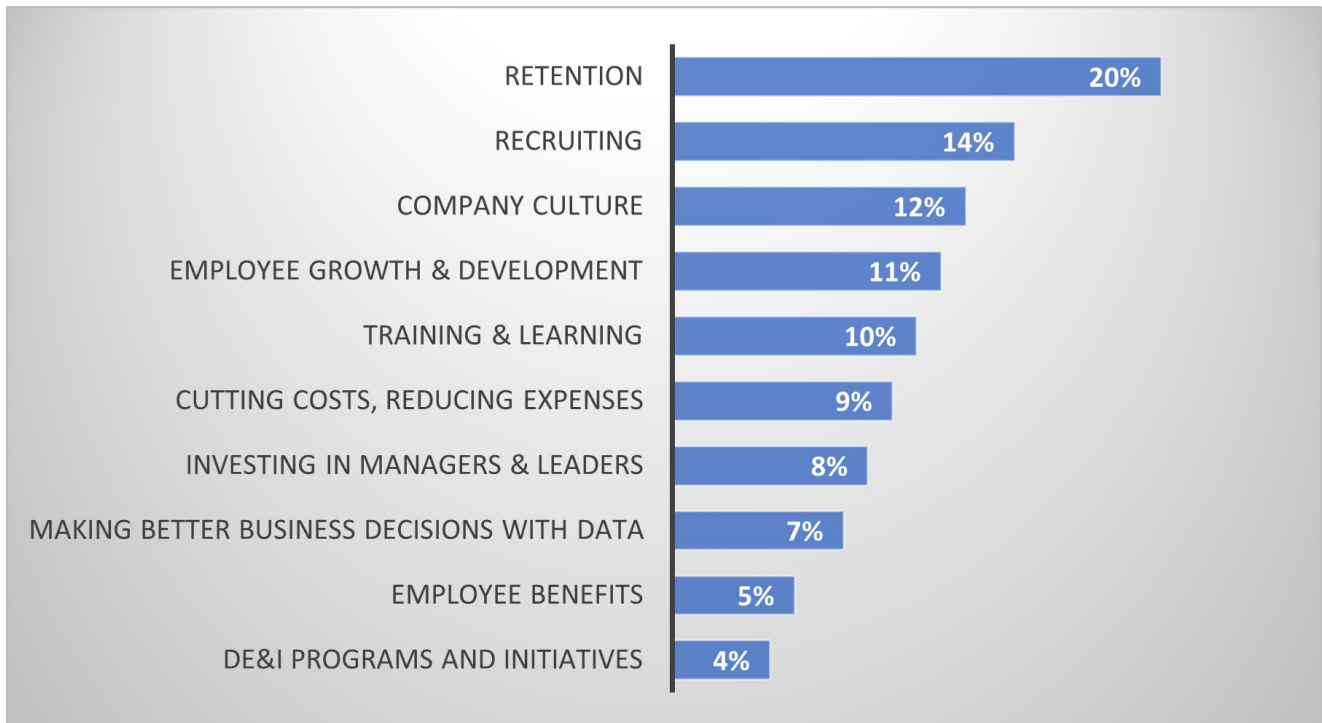 RETENTION 20%
RECRUITING 14%
COMPANY CULTURE 12%
EMPLOYEE GROWTH & DEVELOPMENT 11%
TRAINING & LEARNING 10%
CUTTING COSTS, REDUCING EXPENSES 9%
INVESTING IN MANAGERS & LEADERS 8%
MAKING BETTER BUSINESS DECISIONS WITH DATA 7%
EMPLOYEE BENEFITS 5%
DE&I PROGRAMS AND INITIATIVES 4%